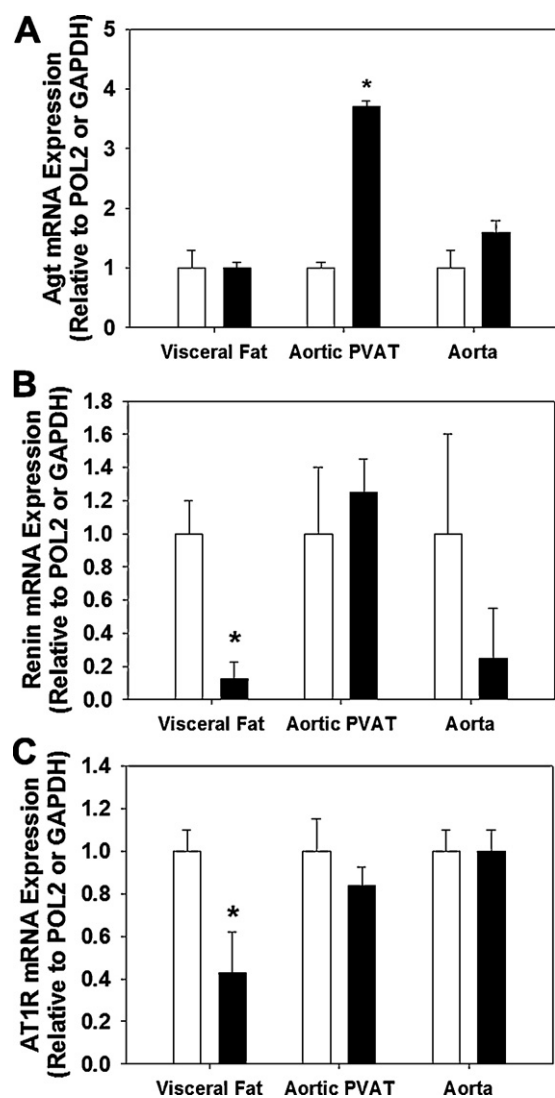 A
Agt mRNA Expression
(Relative to POL2 or GAPDH)
5
4
3
2
1
0
*
Visceral Fat Aortic PVAT Aorta
B
Renin mRNA Expression
(Relative to POL2 or GAPDH)
1.8
1.6
1.4
1.2
1.0
0.8
0.6
0.4
0.2
0.0
*
Visceral Fat Aortic PVAT Aorta
C
AT1R mRNA Expression
(Relative to POL2 or GAPDH)
1.4
1.2
1.0
0.8
0.6
0.4
0.2
0.0
*
Visceral Fat Aortic PVAT Aorta